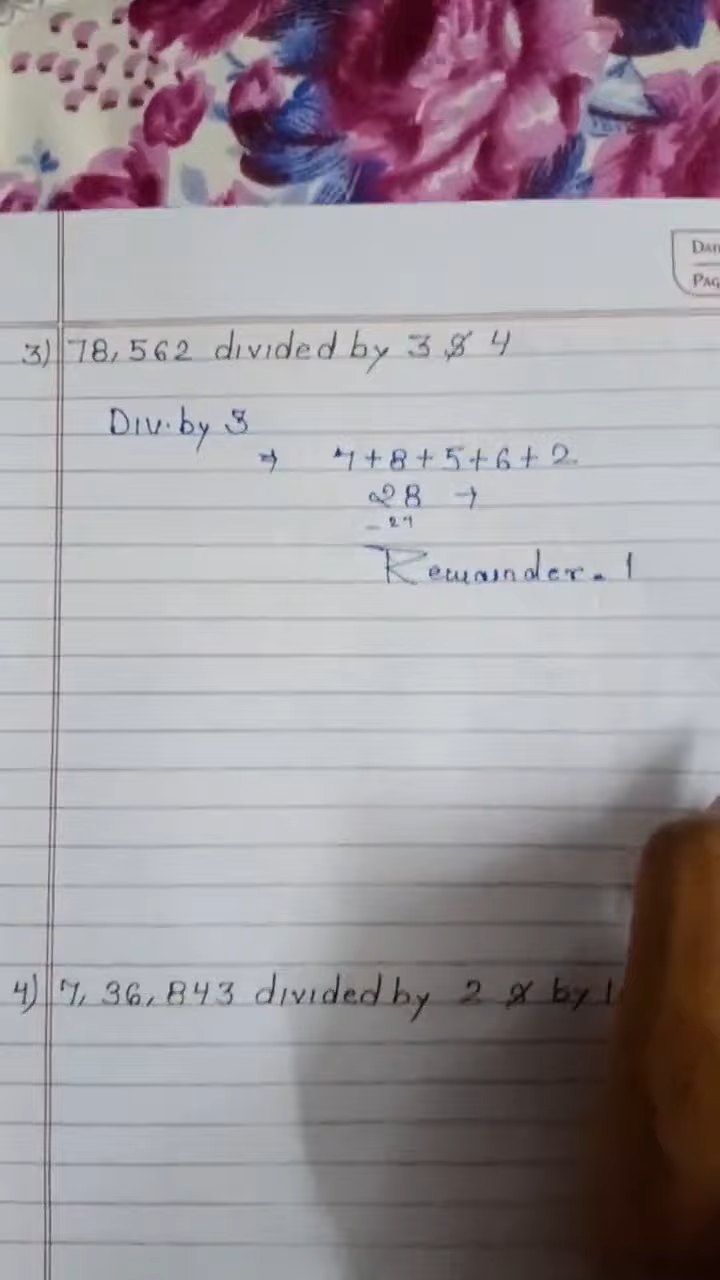 3) 78,562 divided by 3 & 4
Div. by 3
⇒ 7+8+5+6+2
28 →
- 27
Remainder - 1
4) 7,36,843 divided by 2 & by 1